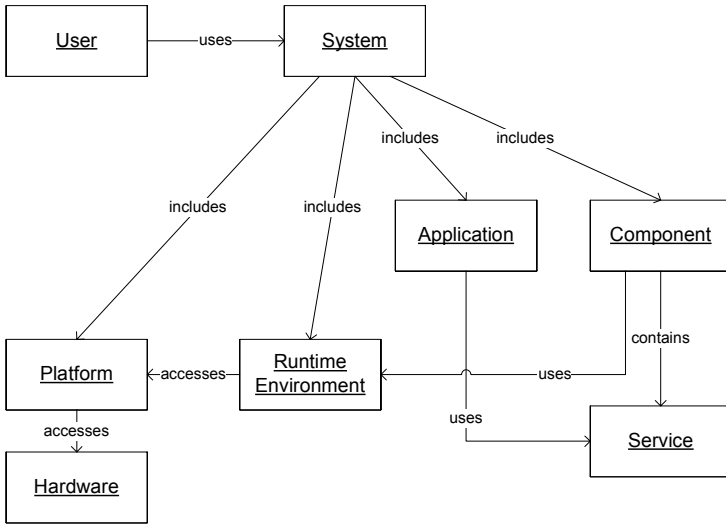 User
uses
System
includes
includes
includes
includes
Application
Component
contains
Platform
accesses
Runtime
Environment
uses
uses
accesses
Service
Hardware